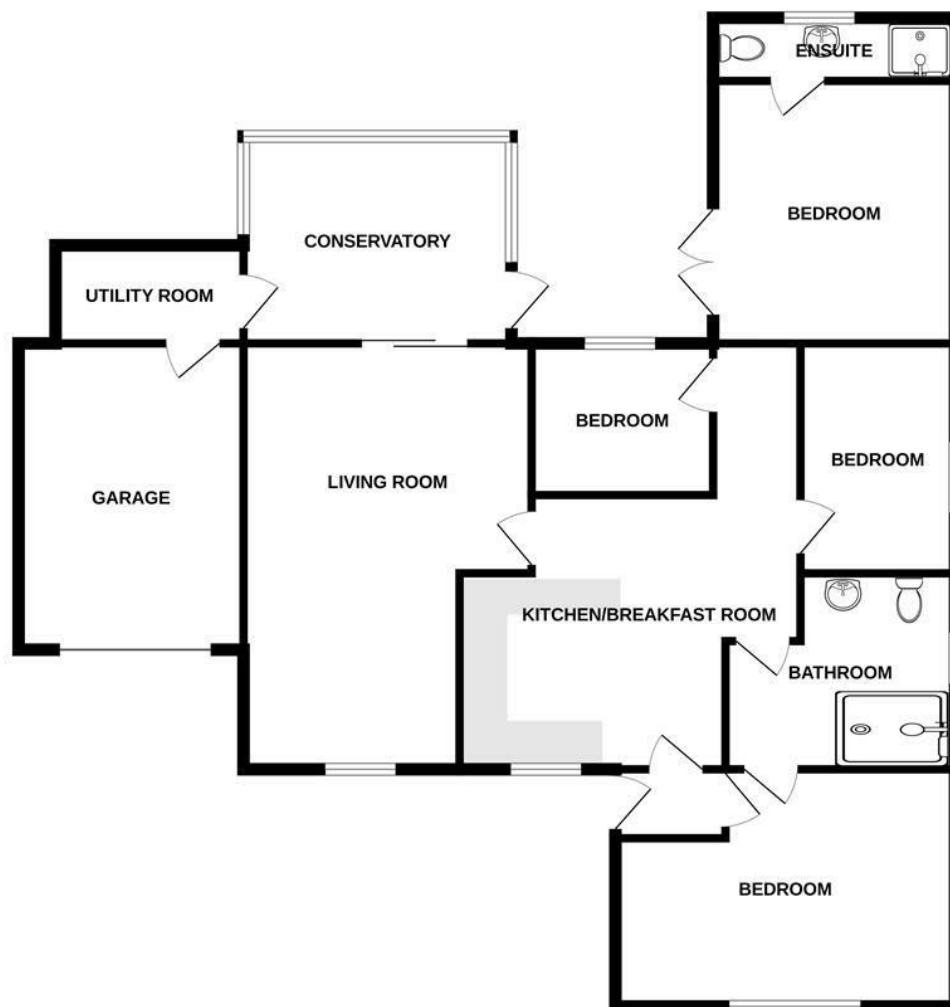 ENSUITE
BEDROOM
CONSERVATORY
UTILITY ROOM
BEDROOM
BEDROOM
LIVING ROOM
GARAGE
KITCHEN/BREAKFAST ROOM
BATHROOM
BEDROOM